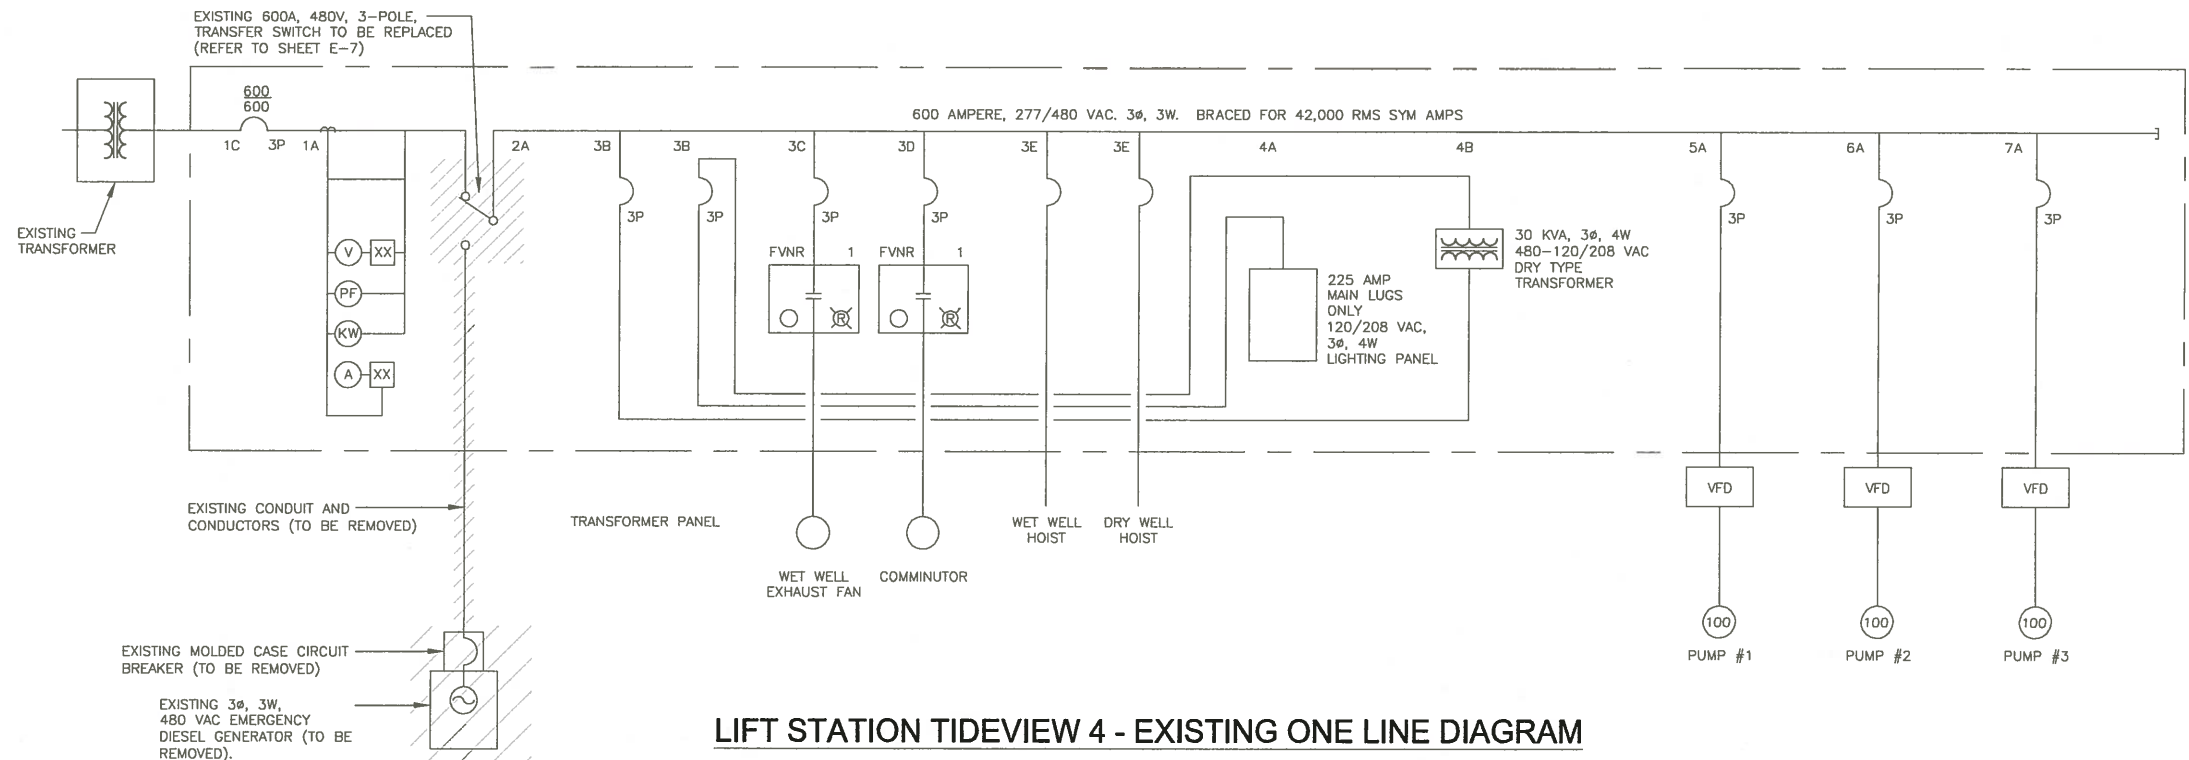 EXISTING 600A, 480V, 3-POLE,
TRANSFER SWITCH TO BE REPLACED
(REFER TO SHEET E-7)
600
600
600 AMPERE, 277/480 VAC. 3ø, 3W. BRACED FOR 42,000 RMS SYM AMPS
1C 3P 1A 2A 3B 3B 3C 3D 3E 3E 4A 4B 5A 6A 7A
3P 3P 3P 3P 3P 3P 3P
EXISTING
TRANSFORMER
V XX
PF
KW
A XX
FVNR 1
R
FVNR 1
R
225 AMP
MAIN LUGS
ONLY
120/208 VAC,
3ø, 4W
LIGHTING PANEL
30 KVA, 3ø, 4W
480-120/208 VAC
DRY TYPE
TRANSFORMER
EXISTING CONDUIT AND
CONDUCTORS (TO BE REMOVED)
TRANSFORMER PANEL
WET WELL
EXHAUST FAN
COMMINUTOR
WET WELL
HOIST
DRY WELL
HOIST
VFD VFD VFD
100 100 100
PUMP #1 PUMP #2 PUMP #3
EXISTING MOLDED CASE CIRCUIT
BREAKER (TO BE REMOVED)
EXISTING 3ø, 3W,
480 VAC EMERGENCY
DIESEL GENERATOR (TO BE
REMOVED).
LIFT STATION TIDEVIEW 4 - EXISTING ONE LINE DIAGRAM